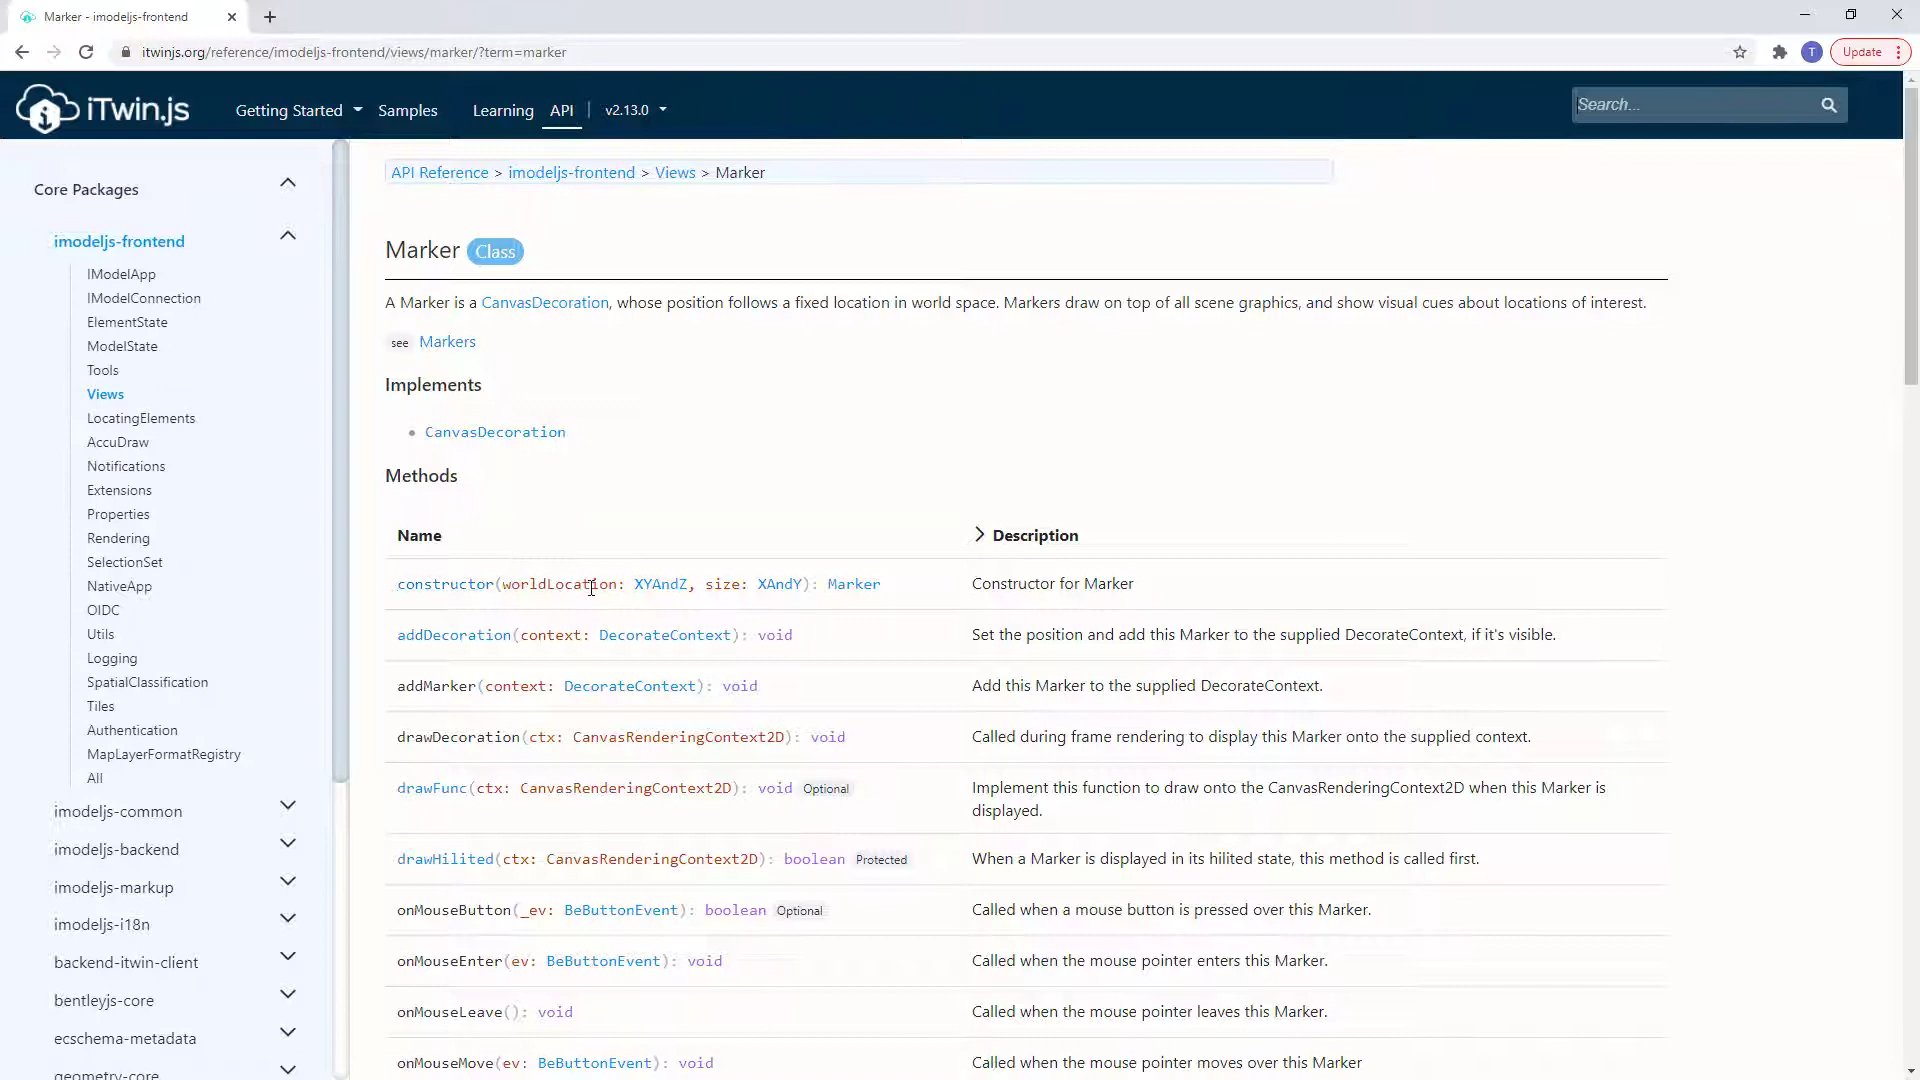 Marker - imodeljs-frontend
itwinjs.org/reference/imodeljs-frontend/views/marker/?term=marker
T
Update
iTwin.js
Getting Started
Samples
Learning
API
v2.13.0
Search...
Core Packages
imodeljs-frontend
IModelApp
IModelConnection
ElementState
ModelState
Tools
Views
LocatingElements
AccuDraw
Notifications
Extensions
Properties
Rendering
SelectionSet
NativeApp
OIDC
Utils
Logging
SpatialClassification
Tiles
Authentication
MapLayerFormatRegistry
All
imodeljs-common
imodeljs-backend
imodeljs-markup
imodeljs-i18n
backend-itwin-client
bentleyjs-core
ecschema-metadata
geometry-core
API Reference > imodeljs-frontend > Views > Marker
Marker Class
A Marker is a CanvasDecoration, whose position follows a fixed location in world space. Markers draw on top of all scene graphics, and show visual cues about locations of interest.
see Markers
Implements
CanvasDecoration
Methods
Name Description
constructor(worldLocation: XYAndZ, size: XAndY): Marker Constructor for Marker
addDecoration(context: DecorateContext): void Set the position and add this Marker to the supplied DecorateContext, if it's visible.
addMarker(context: DecorateContext): void Add this Marker to the supplied DecorateContext.
drawDecoration(ctx: CanvasRenderingContext2D): void Called during frame rendering to display this Marker onto the supplied context.
drawFunc(ctx: CanvasRenderingContext2D): void Optional Implement this function to draw onto the CanvasRenderingContext2D when this Marker is
displayed.
drawHilited(ctx: CanvasRenderingContext2D): boolean Protected When a Marker is displayed in its hilited state, this method is called first.
onMouseButton(_ev: BeButtonEvent): boolean Optional Called when a mouse button is pressed over this Marker.
onMouseEnter(ev: BeButtonEvent): void Called when the mouse pointer enters this Marker.
onMouseLeave(): void Called when the mouse pointer leaves this Marker.
onMouseMove(ev: BeButtonEvent): void Called when the mouse pointer moves over this Marker